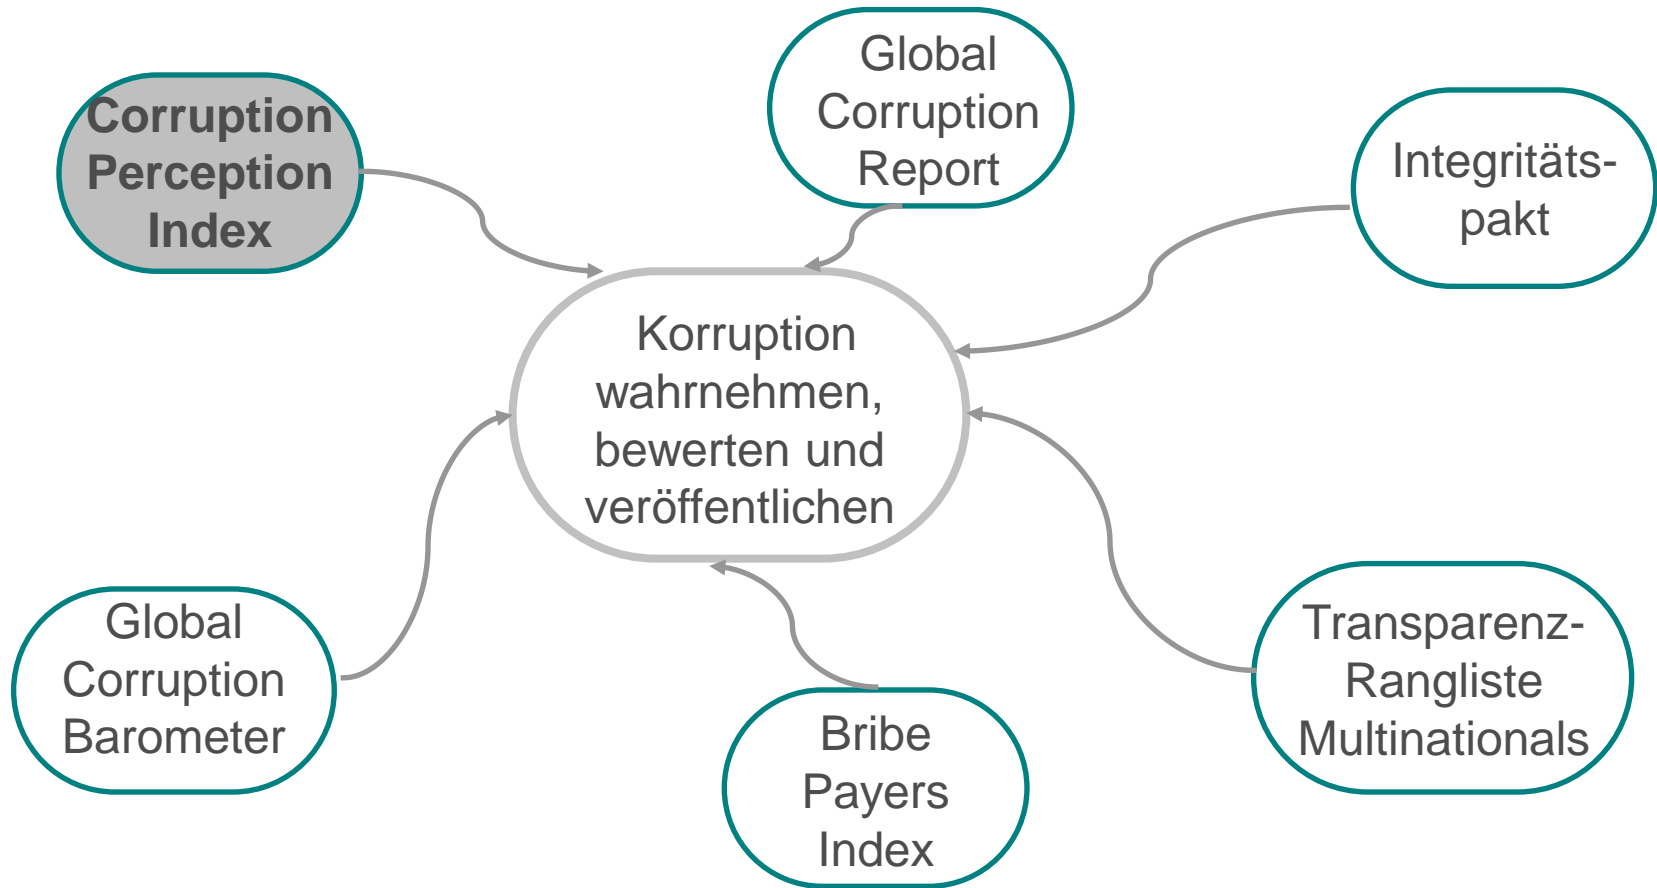 Corruption
Perception
Index
Global
Corruption
Report
Integritäts-
pakt
Korruption
wahrnehmen,
bewerten und
veröffentlichen
Global
Corruption
Barometer
Bribe
Payers
Index
Transparenz-
Rangliste
Multinationals